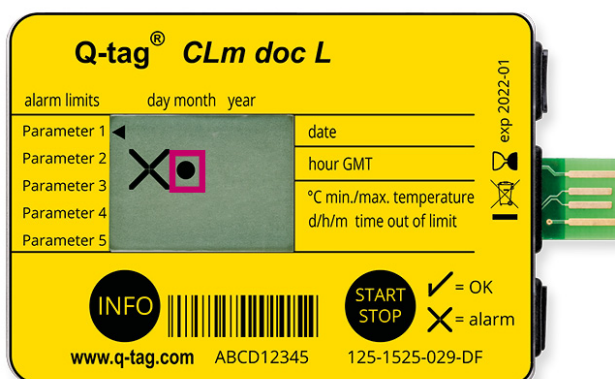 Q-tag® CLm doc L
alarm limits day month year
exp 2022-01
Parameter 1 date
Parameter 2 hour GMT
Parameter 3 °C min./max. temperature
Parameter 4 d/h/m time out of limit
Parameter 5
INFO
START
STOP
= OK
= alarm
www.q-tag.com ABCD12345 125-1525-029-DF